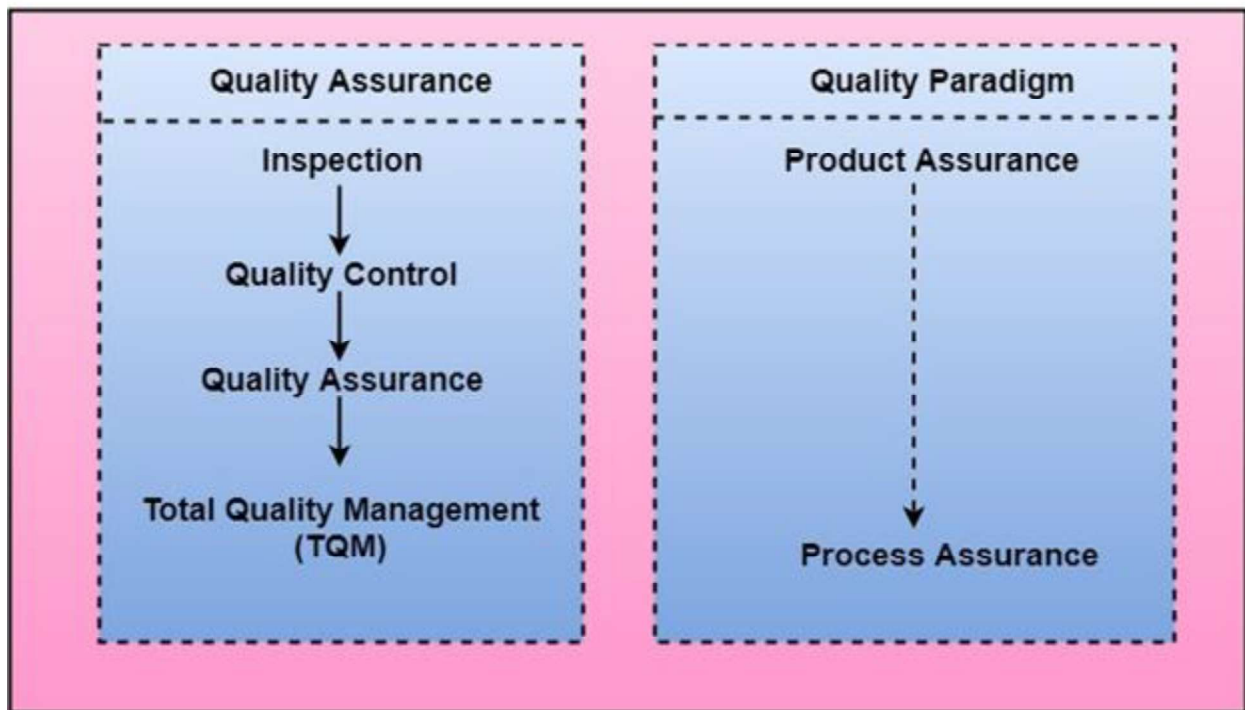 Quality Assurance
Inspection
Quality Control
Quality Assurance
Total Quality Management
(TQM)
Quality Paradigm
Product Assurance
Process Assurance